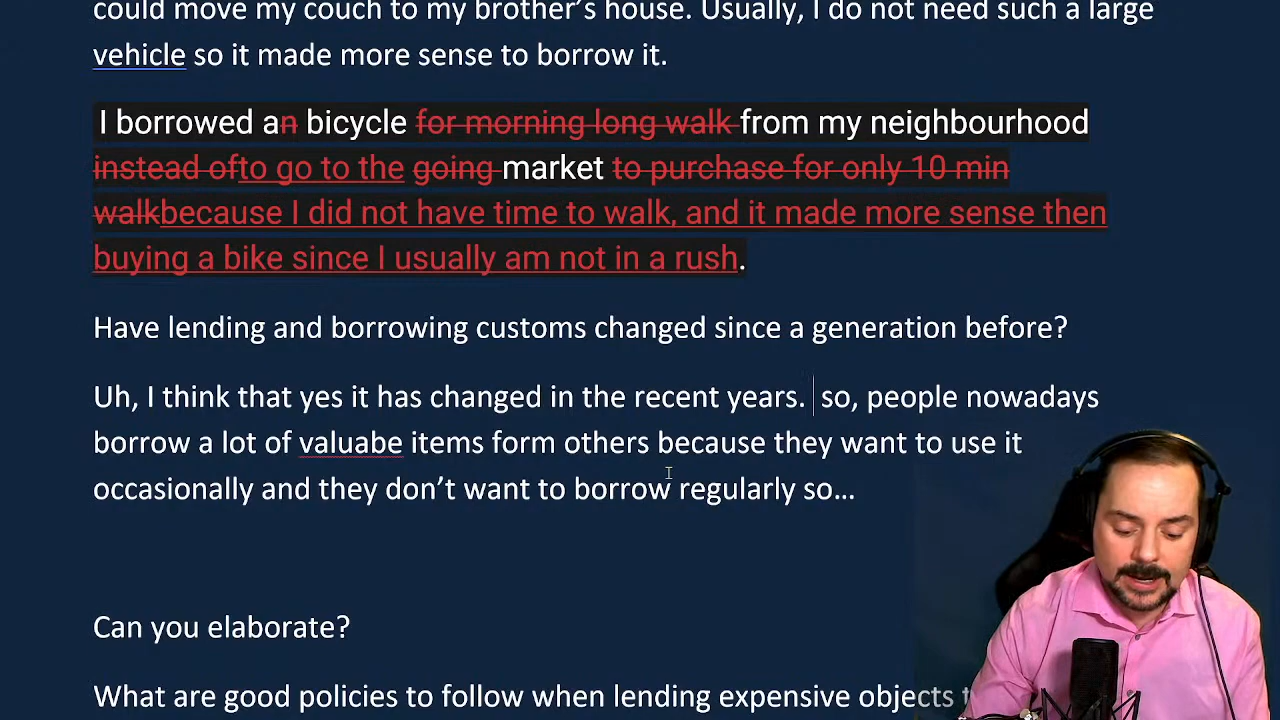 could move my couch to my brother's house. Usually, I do not need such a large
vehicle so it made more sense to borrow it.
I borrowed an bicycle for morning long walk from my neighbourhood
instead ofto go to the going market to purchase for only 10 min
walkbecause I did not have time to walk, and it made more sense then
buying a bike since I usually am not in a rush.
Have lending and borrowing customs changed since a generation before?
Uh, I think that yes it has changed in the recent years. so, people nowadays
borrow a lot of valuabe items form others because they want to use it
occasionally and they don't want to borrow regularly so…
Can you elaborate?
What are good policies to follow when lending expensive objects